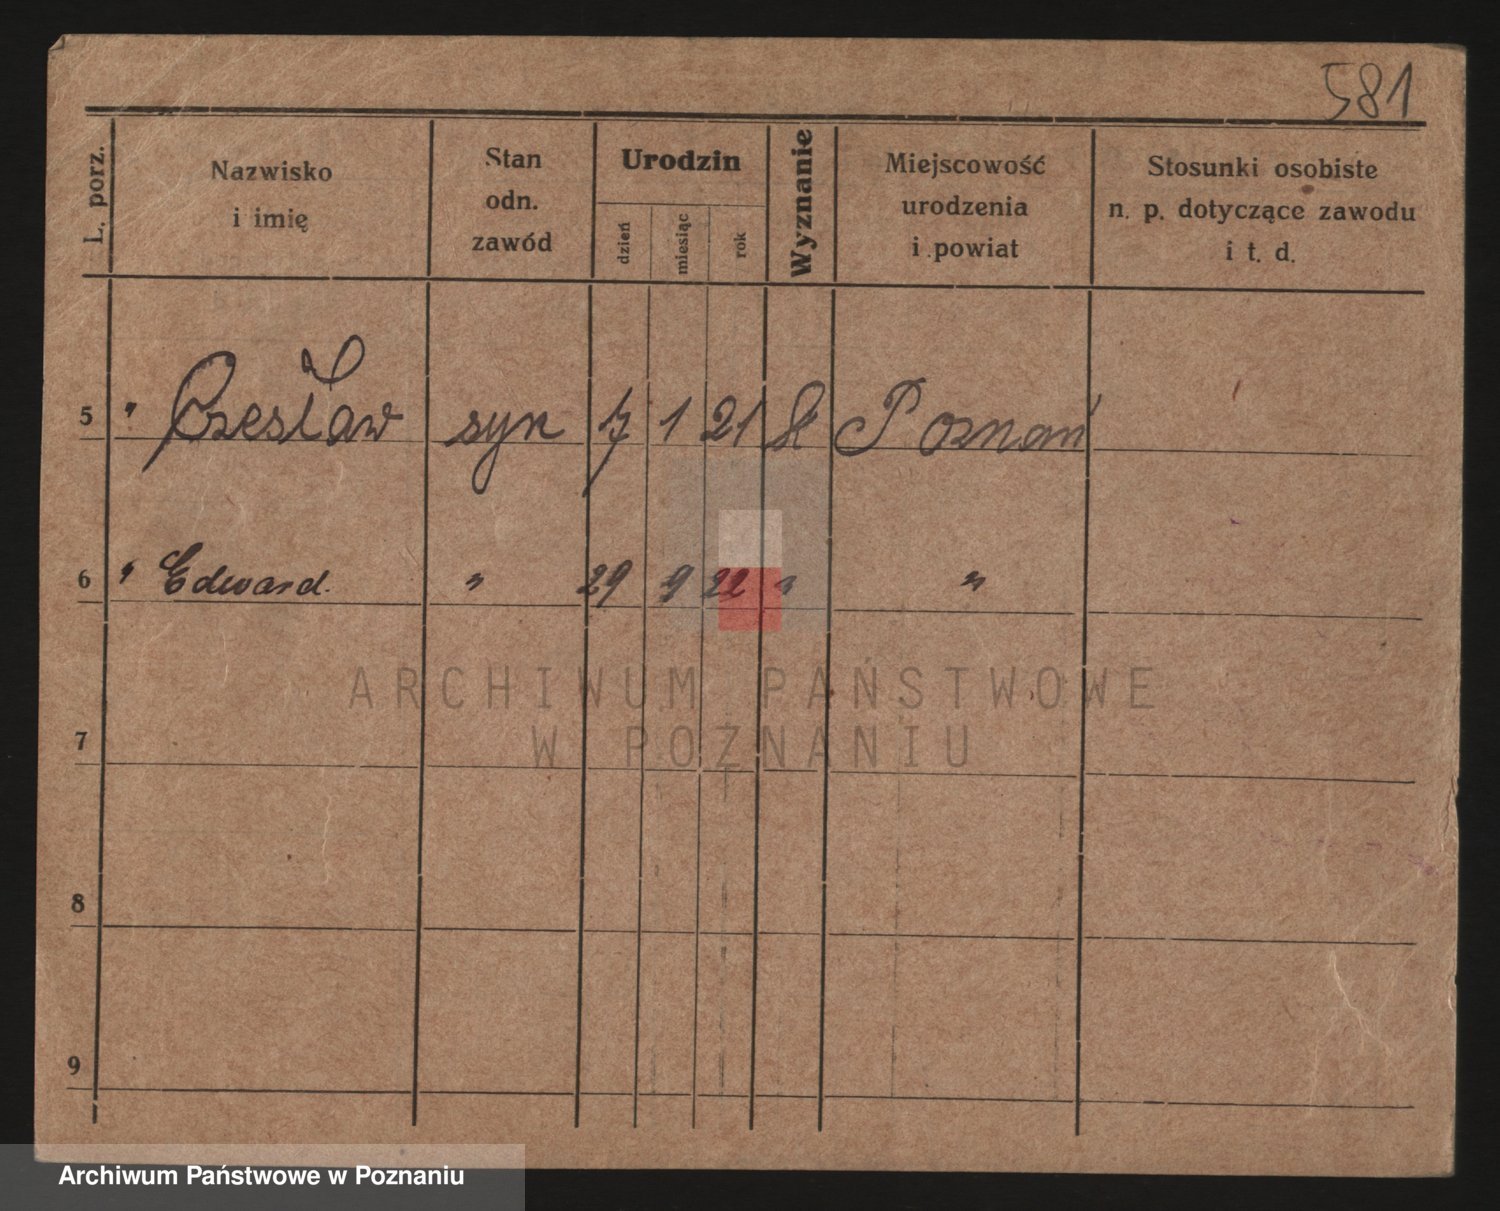 581
L. porz.
Nazwisko
i imię
Stan
odn.
zawód
Urodzin
dzień
miesiąc
rok
Wyznanie
Miejscowość
urodzenia
i powiat
Stosunki osobiste
n. p. dotyczące zawodu
i t. d.
5 " Czesław syn 7 1 21 K Poznań
6 " Edward. " 29 9 22 " "
ARCHIWUM PAŃSTWOWE
W POZNANIU
7
8
9
Archiwum Państwowe w Poznaniu